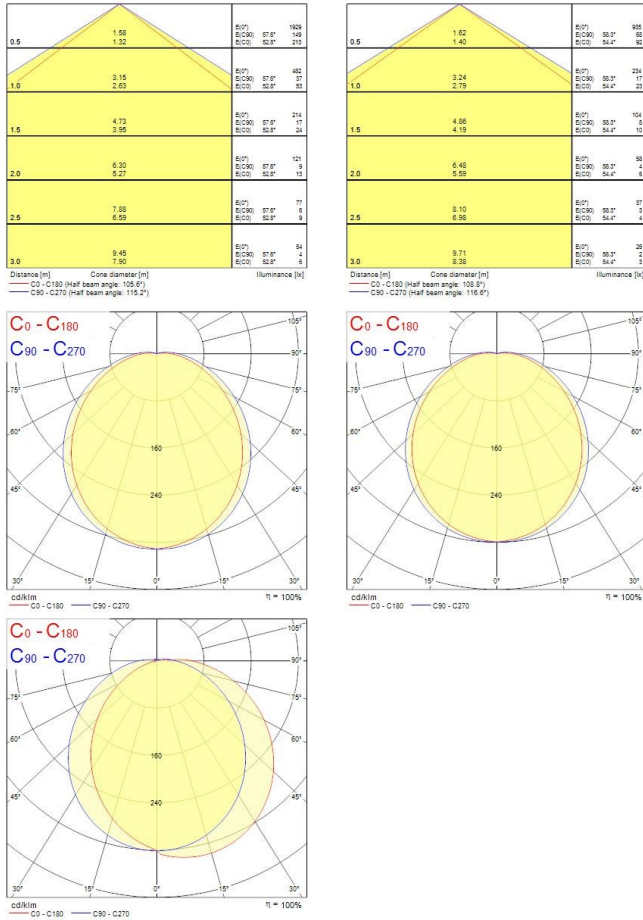 0.5
1.58
1.32
E(0°) 1929
E(C90) 57.6° 149
E(C0) 52.8° 213
1.0
3.15
2.63
E(0°) 482
E(C90) 57.6° 37
E(C0) 52.8° 53
1.5
4.73
3.95
E(0°) 214
E(C90) 57.6° 17
E(C0) 52.8° 24
2.0
6.30
5.27
E(0°) 121
E(C90) 57.6° 9
E(C0) 52.8° 13
2.5
7.88
6.59
E(0°) 77
E(C90) 57.6° 6
E(C0) 52.8° 9
3.0
9.45
7.90
E(0°) 54
E(C90) 57.6° 4
E(C0) 52.8° 6
Distance [m] Cone diameter [m] Illuminance [lx]
C0 - C180 (Half beam angle: 105.6°)
C90 - C270 (Half beam angle: 115.2°)
0.5
1.62
1.40
E(0°) 935
E(C90) 58.3° 68
E(C0) 54.4° 92
1.0
3.24
2.79
E(0°) 234
E(C90) 58.3° 17
E(C0) 54.4° 23
1.5
4.86
4.19
E(0°) 104
E(C90) 58.3° 8
E(C0) 54.4° 10
2.0
6.48
5.59
E(0°) 58
E(C90) 58.3° 4
E(C0) 54.4° 6
2.5
8.10
6.98
E(0°) 37
E(C90) 58.3° 3
E(C0) 54.4° 4
3.0
9.71
8.38
E(0°) 26
E(C90) 58.3° 2
E(C0) 54.4° 3
Distance [m] Cone diameter [m] Illuminance [lx]
C0 - C180 (Half beam angle: 108.8°)
C90 - C270 (Half beam angle: 116.6°)
C0 - C180
C90 - C270
105°
90°
75° 75°
60° 60°
160
45° 45°
240
30° 15° 0° 15° 30°
cd/klm η = 100%
C0 - C180 C90 - C270
C0 - C180
C90 - C270
105°
90°
75° 75°
60° 60°
160
45° 45°
240
30° 15° 0° 15° 30°
cd/klm η = 100%
C0 - C180 C90 - C270
C0 - C180
C90 - C270
105°
90°
75° 75°
60° 60°
160
45° 45°
240
30° 15° 0° 15° 30°
cd/klm η = 100%
C0 - C180 C90 - C270